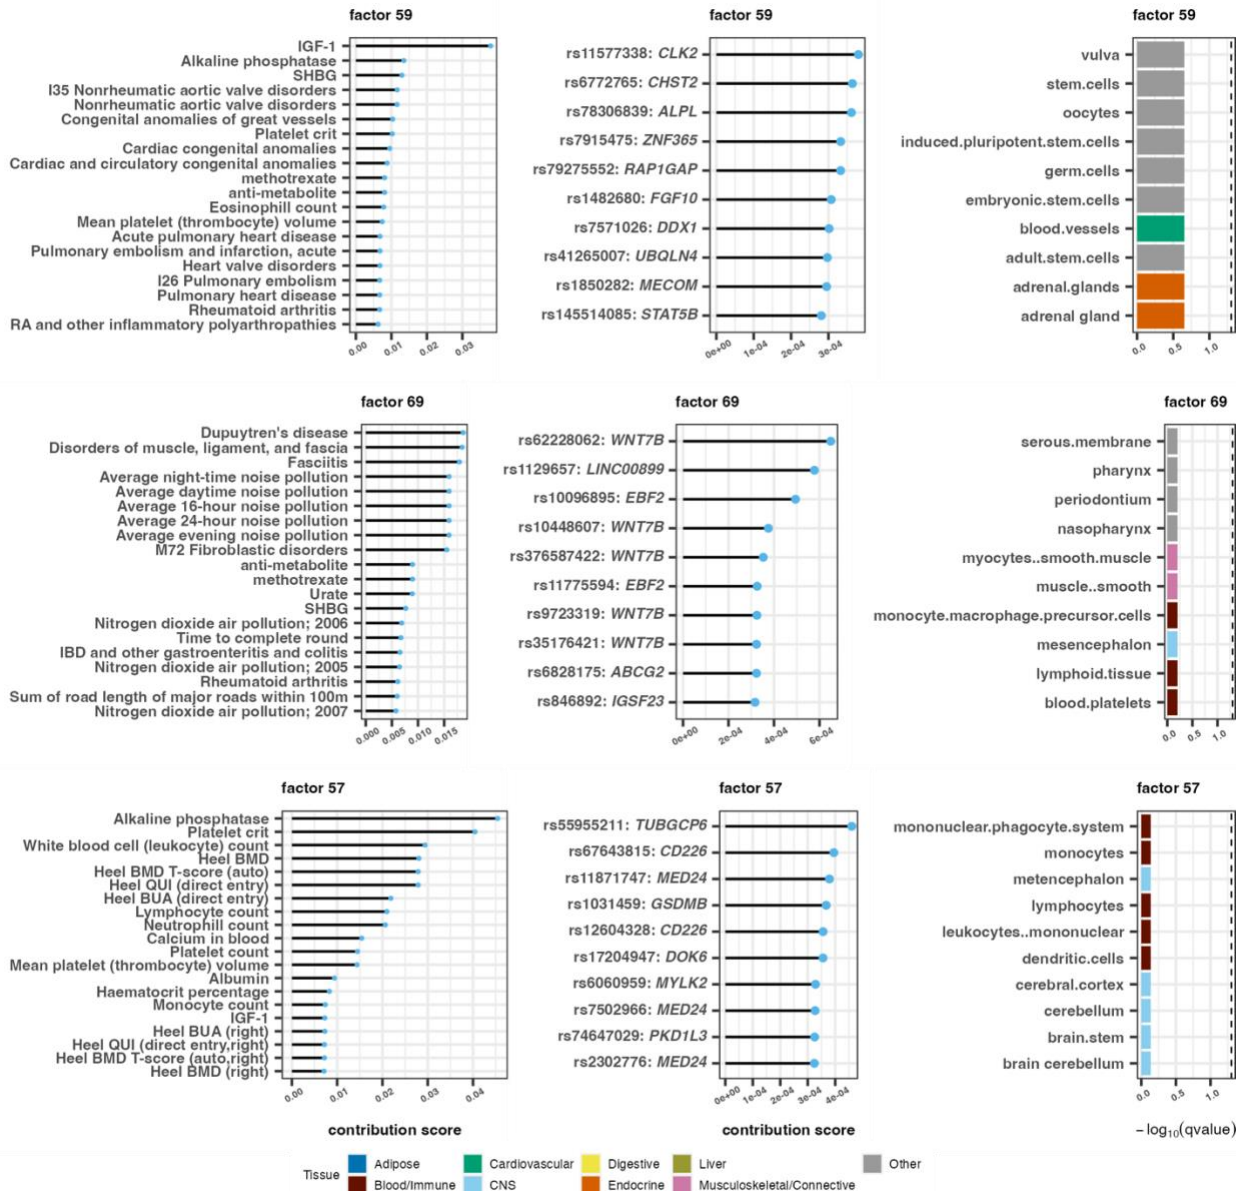 factor 59
IGF-1
Alkaline phosphatase
SHBG
I35 Nonrheumatic aortic valve disorders
Nonrheumatic aortic valve disorders
Congenital anomalies of great vessels
Platelet crit
Cardiac congenital anomalies
Cardiac and circulatory congenital anomalies
methotrexate
anti-metabolite
Eosinophill count
Mean platelet (thrombocyte) volume
Acute pulmonary heart disease
Pulmonary embolism and infarction, acute
Heart valve disorders
I26 Pulmonary embolism
Pulmonary heart disease
Rheumatoid arthritis
RA and other inflammatory polyarthropathies
0.00 0.01 0.02 0.03
factor 59
rs11577338: CLK2
rs6772765: CHST2
rs78306839: ALPL
rs7915475: ZNF365
rs79275552: RAP1GAP
rs1482680: FGF10
rs7571026: DDX1
rs41265007: UBQLN4
rs1850282: MECOM
rs145514085: STAT5B
0e+00 1e-04 2e-04 3e-04
factor 59
vulva
stem.cells
oocytes
induced.pluripotent.stem.cells
germ.cells
embryonic.stem.cells
blood.vessels
adult.stem.cells
adrenal.glands
adrenal gland
0.0 0.5 1.0
factor 69
Dupuytren's disease
Disorders of muscle, ligament, and fascia
Fasciitis
Average night-time noise pollution
Average daytime noise pollution
Average 16-hour noise pollution
Average 24-hour noise pollution
Average evening noise pollution
M72 Fibroblastic disorders
anti-metabolite
methotrexate
Urate
SHBG
Nitrogen dioxide air pollution; 2006
Time to complete round
IBD and other gastroenteritis and colitis
Nitrogen dioxide air pollution; 2005
Rheumatoid arthritis
Sum of road length of major roads within 100m
Nitrogen dioxide air pollution; 2007
0.000 0.005 0.010 0.015
factor 69
rs62228062: WNT7B
rs1129657: LINC00899
rs10096895: EBF2
rs10448607: WNT7B
rs376587422: WNT7B
rs11775594: EBF2
rs9723319: WNT7B
rs35176421: WNT7B
rs6828175: ABCG2
rs846892: IGSF23
0e+00 2e-04 4e-04 6e-04
factor 69
serous.membrane
pharynx
periodontium
nasopharynx
myocytes..smooth.muscle
muscle..smooth
monocyte.macrophage.precursor.cells
mesencephalon
lymphoid.tissue
blood.platelets
0.0 0.5 1.0
factor 57
Alkaline phosphatase
Platelet crit
White blood cell (leukocyte) count
Heel BMD
Heel BMD T-score (auto)
Heel QUI (direct entry)
Heel BUA (direct entry)
Lymphocyte count
Neutrophill count
Calcium in blood
Platelet count
Mean platelet (thrombocyte) volume
Albumin
Haematocrit percentage
Monocyte count
IGF-1
Heel BUA (right)
Heel QUI (direct entry,right)
Heel BMD T-score (auto,right)
Heel BMD (right)
0.00 0.01 0.02 0.03 0.04
contribution score
factor 57
rs55955211: TUBGCP6
rs67643815: CD226
rs11871747: MED24
rs1031459: GSDMB
rs12604328: CD226
rs17204947: DOK6
rs6060959: MYLK2
rs7502966: MED24
rs74647029: PKD1L3
rs2302776: MED24
0e+00 1e-04 2e-04 3e-04 4e-04
contribution score
factor 57
mononuclear.phagocyte.system
monocytes
metencephalon
lymphocytes
leukocytes..mononuclear
dendritic.cells
cerebral.cortex
cerebellum
brain.stem
brain cerebellum
0.0 0.5 1.0
−log10(qvalue)
Tissue
Adipose Cardiovascular Digestive Liver Other
Blood/Immune CNS Endocrine Musculoskeletal/Connective